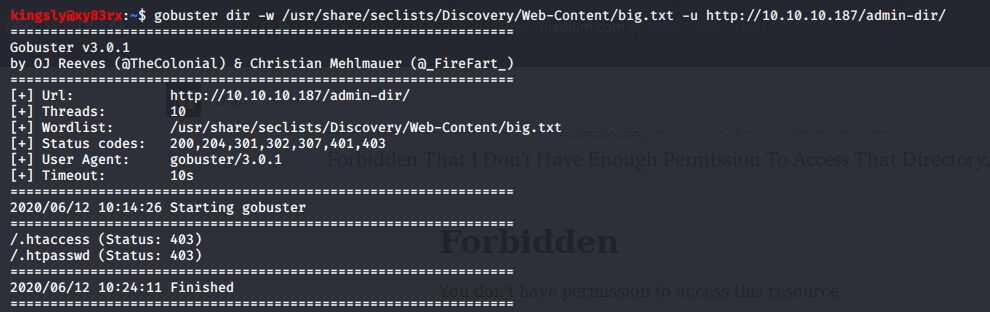 kingsly@xy83rx:~$ gobuster dir -w /usr/share/seclists/Discovery/Web-Content/big.txt -u http://10.10.10.187/admin-dir/
===============================================================
Gobuster v3.0.1
by OJ Reeves (@TheColonial) & Christian Mehlmauer (@_FireFart_)
===============================================================
[+] Url:            http://10.10.10.187/admin-dir/
[+] Threads:        10
[+] Wordlist:       /usr/share/seclists/Discovery/Web-Content/big.txt
[+] Status codes:   200,204,301,302,307,401,403
[+] User Agent:     gobuster/3.0.1
Forbidden That I Don't Have Enough Permission To Access That Directory.
[+] Timeout:        10s
===============================================================
2020/06/12 10:14:26 Starting gobuster
===============================================================
/.htaccess (Status: 403)
Forbidden
/.htpasswd (Status: 403)
===============================================================
2020/06/12 10:24:11 Finished
You don't have permission to access this resource.
===============================================================